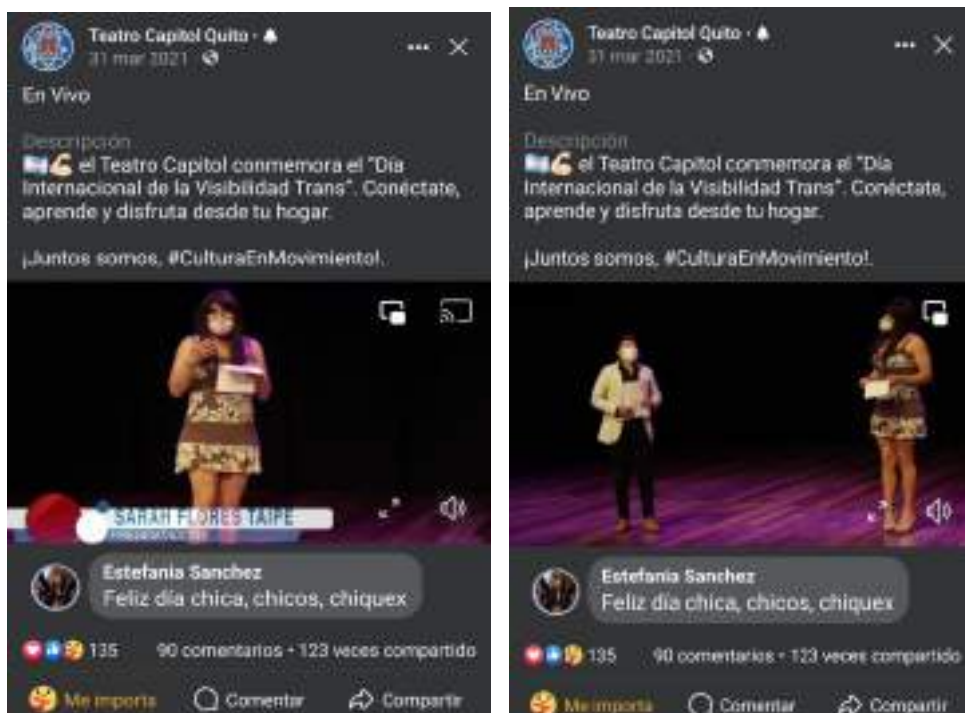 Teatro Capitol Quito ·
31 mar 2021 ·
En Vivo
Descripción
el Teatro Capitol conmemora el "Día
Internacional de la Visibilidad Trans". Conéctate,
aprende y disfruta desde tu hogar.
¡Juntos somos, #CulturaEnMovimiento!.
SARAH FLORES TAIPE
Estefania Sanchez
Feliz día chica, chicos, chiquex
135 90 comentarios • 123 veces compartido
Me importa Comentar Compartir
Teatro Capitol Quito ·
31 mar 2021 ·
En Vivo
Descripción
el Teatro Capitol conmemora el "Día
Internacional de la Visibilidad Trans". Conéctate,
aprende y disfruta desde tu hogar.
¡Juntos somos, #CulturaEnMovimiento!.
Estefania Sanchez
Feliz día chica, chicos, chiquex
135 90 comentarios • 123 veces compartido
Me importa Comentar Compartir